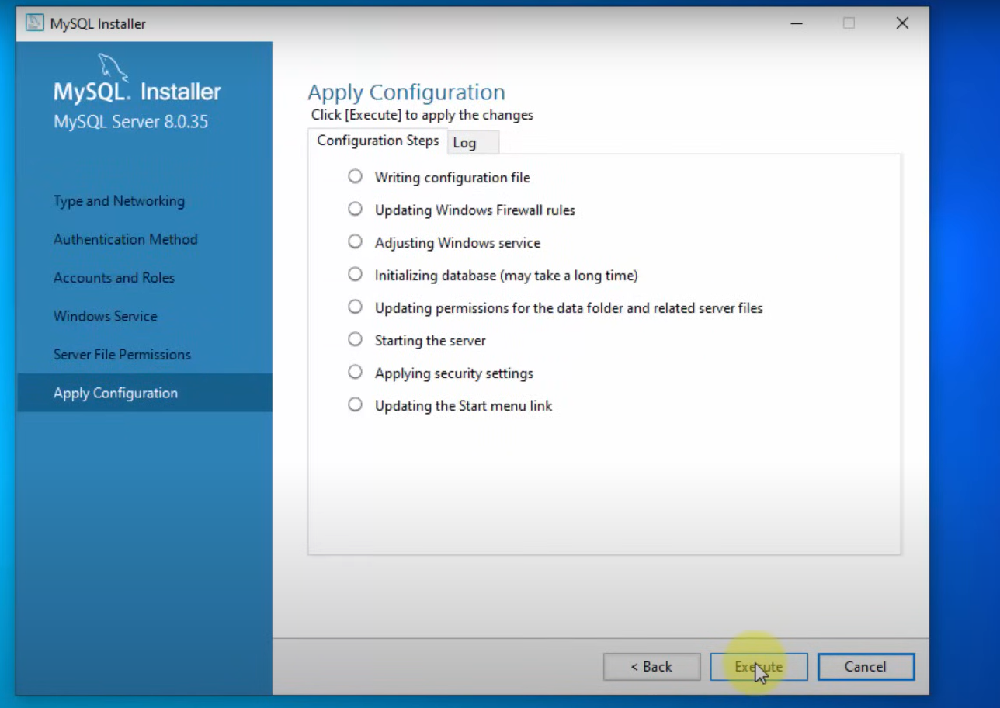 MySQL Installer
MySQL. Installer
MySQL Server 8.0.35
Type and Networking
Authentication Method
Accounts and Roles
Windows Service
Server File Permissions
Apply Configuration
Apply Configuration
Click [Execute] to apply the changes
Configuration Steps
Log
Writing configuration file
Updating Windows Firewall rules
Adjusting Windows service
Initializing database (may take a long time)
Updating permissions for the data folder and related server files
Starting the server
Applying security settings
Updating the Start menu link
< Back
Execute
Cancel